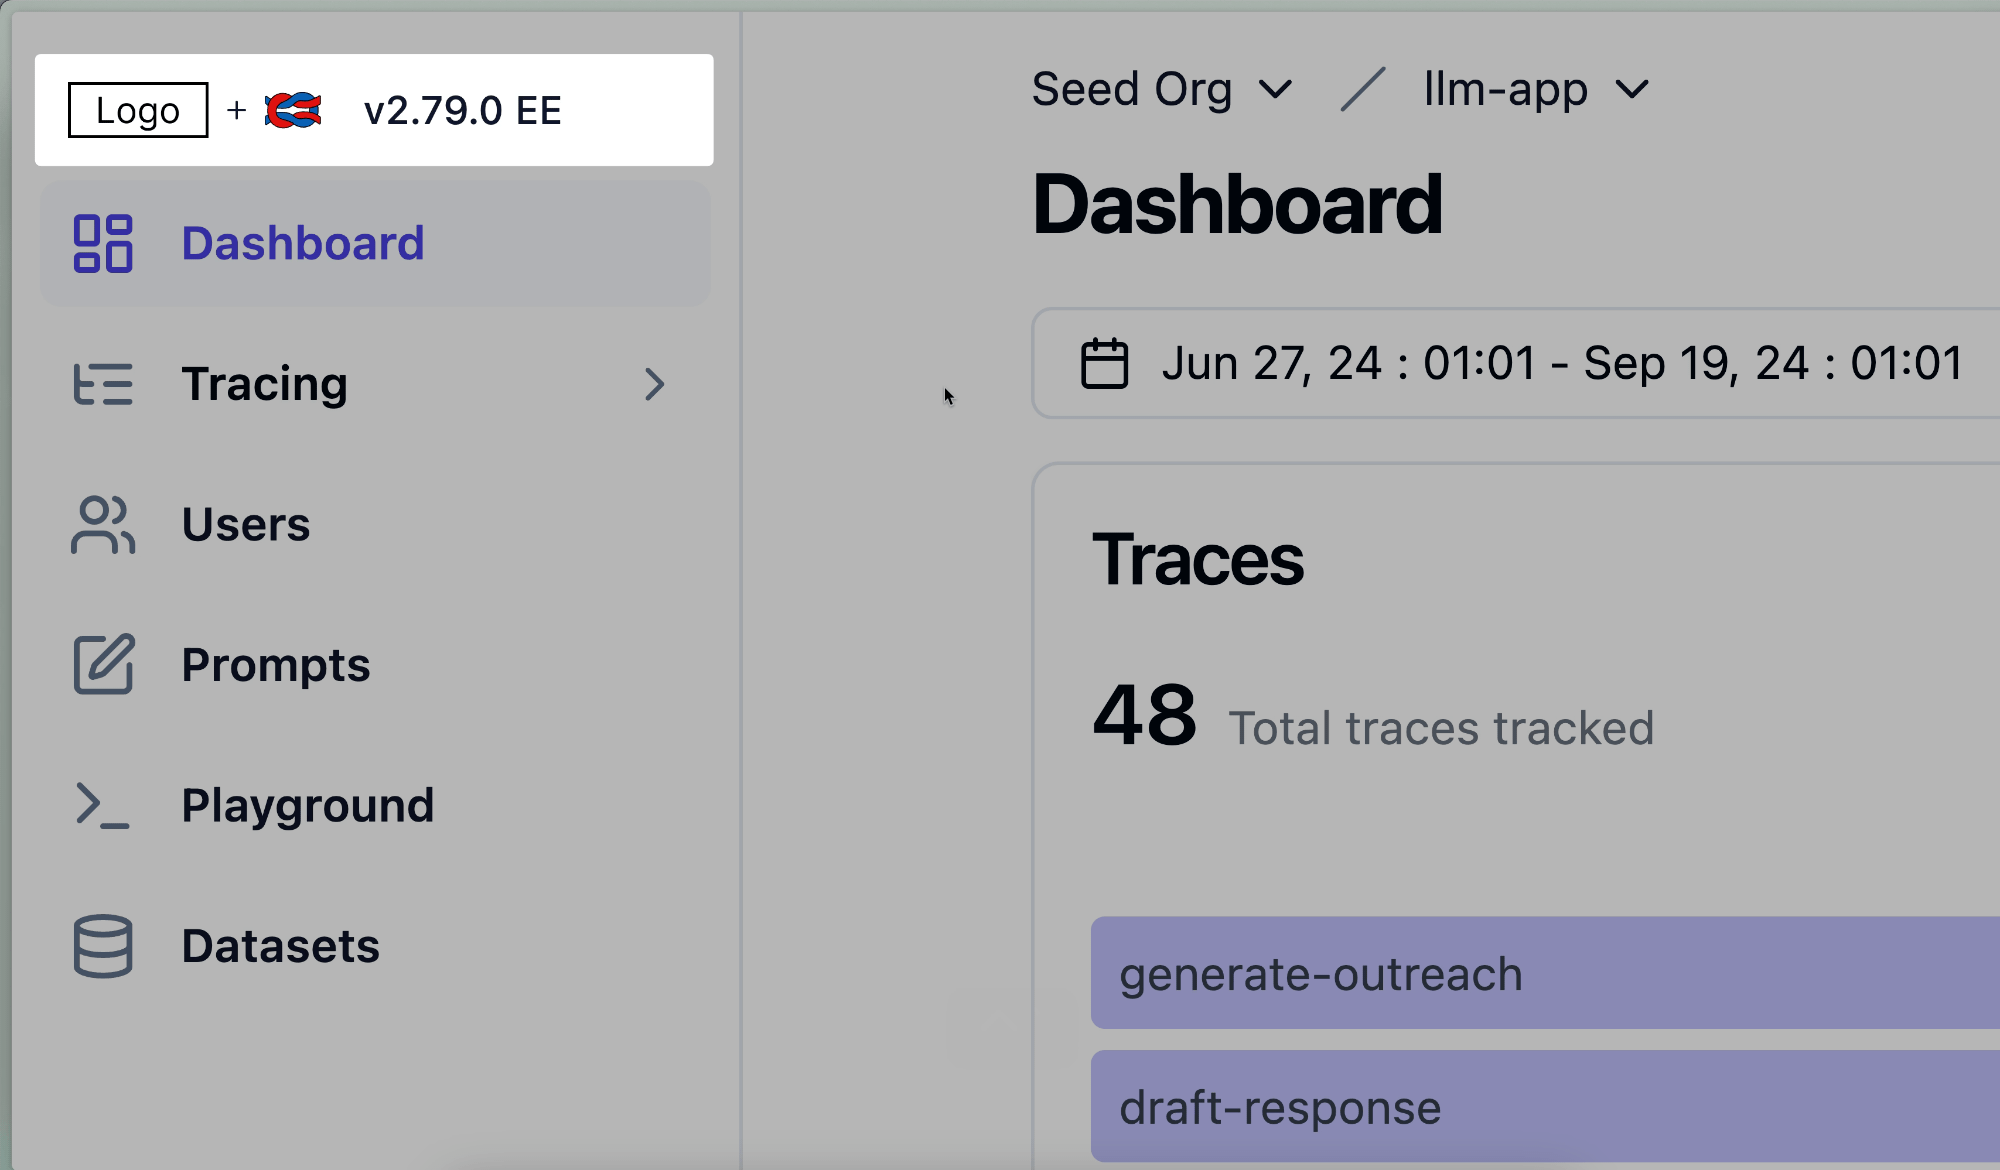 Logo + v2.79.0 EE
Dashboard
Tracing
Users
Prompts
Playground
Datasets
Seed Org / llm-app
Dashboard
Jun 27, 24 : 01:01 - Sep 19, 24 : 01:01
Traces
48 Total traces tracked
generate-outreach
draft-response